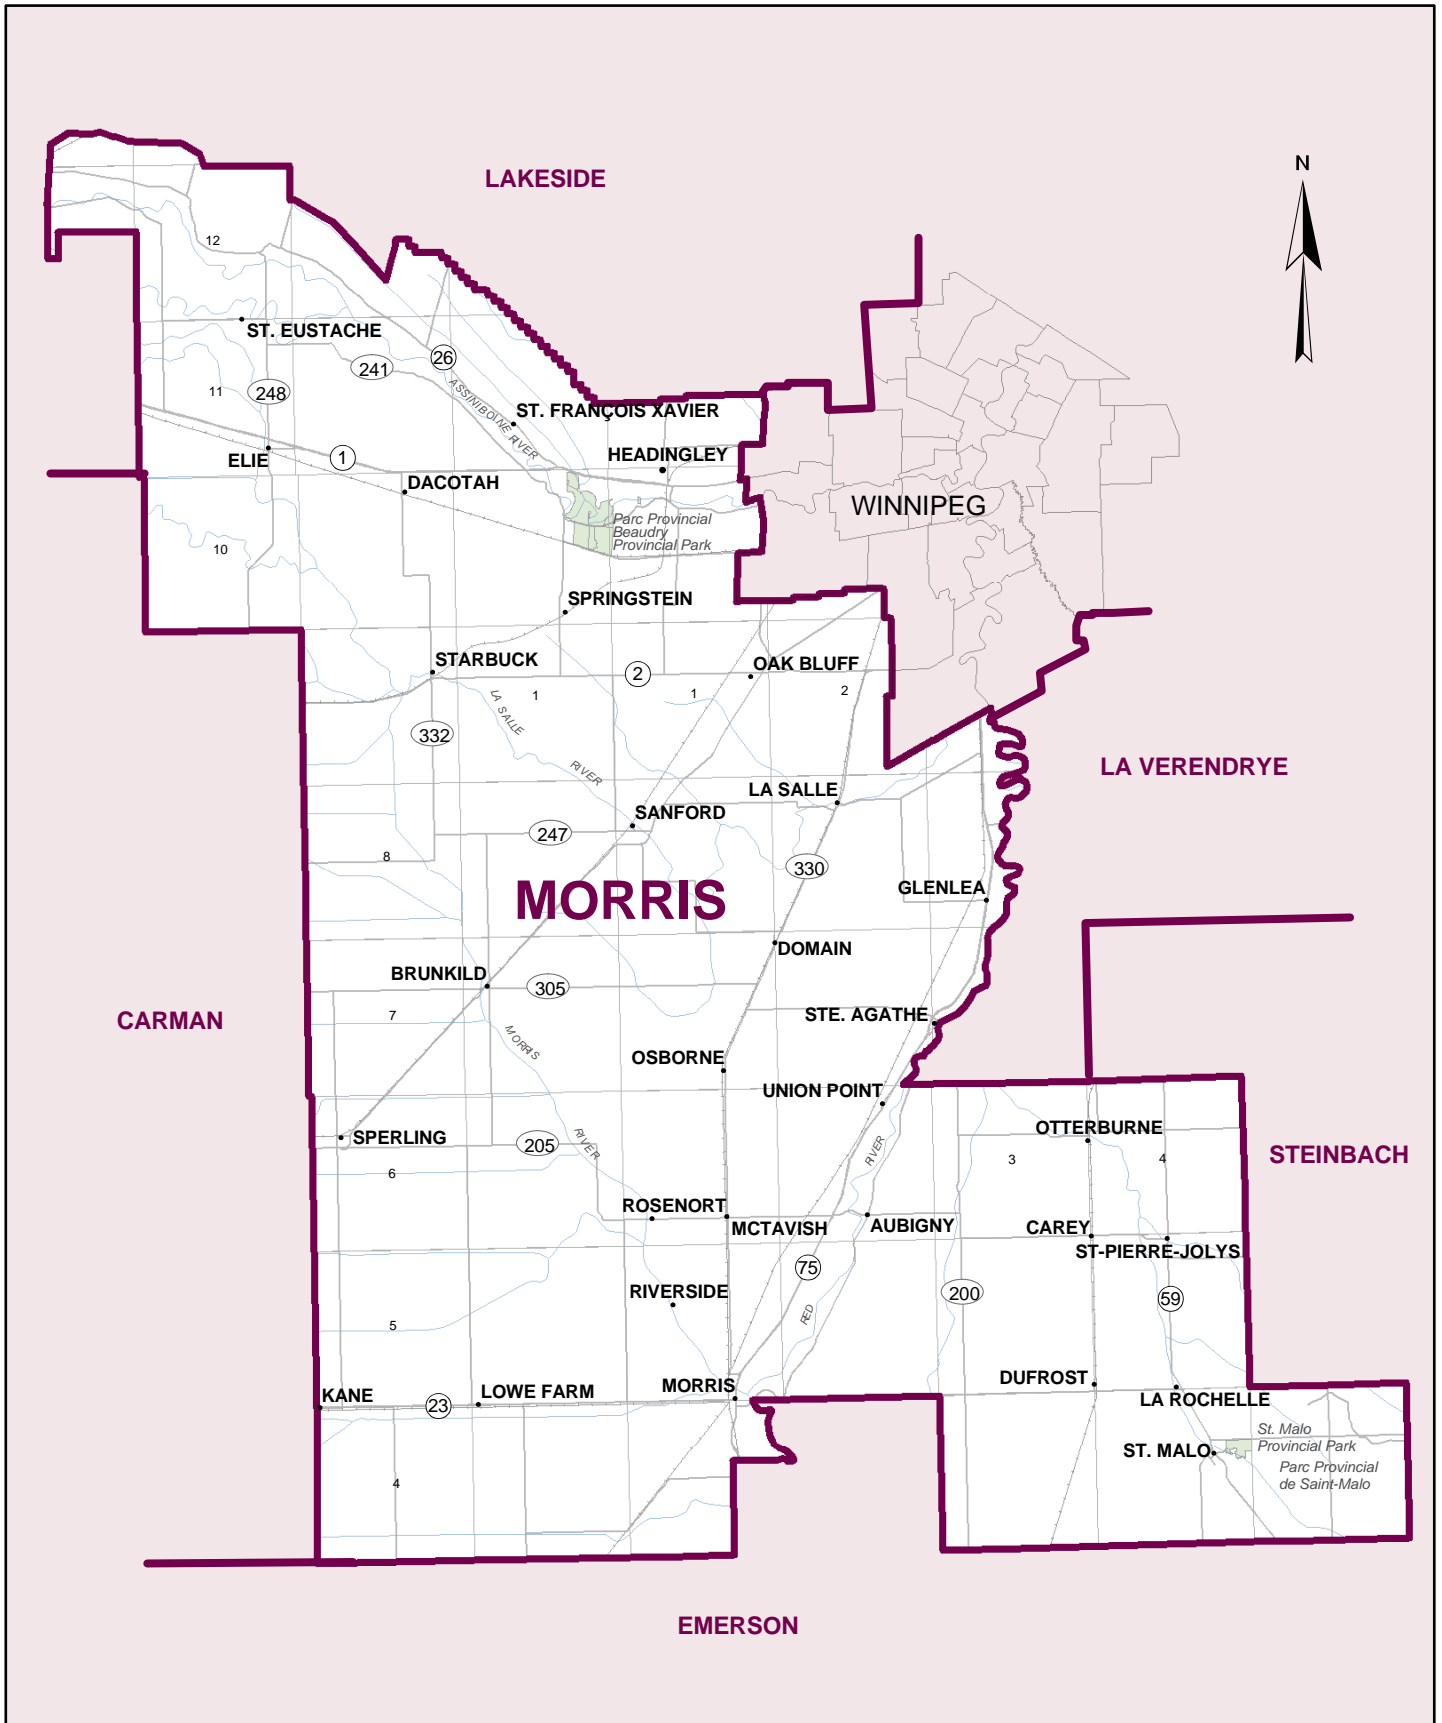 N
LAKESIDE
12
ST. EUSTACHE
26
241
11
248
ASSINIBOINE RIVER
ST. FRANÇOIS XAVIER
ELIE
1
HEADINGLEY
DACOTAH
WINNIPEG
Parc Provincial
Beaudry
Provincial Park
10
SPRINGSTEIN
STARBUCK
2
OAK BLUFF
1
1
2
LA SALLE
RIVER
332
LA VERENDRYE
LA SALLE
SANFORD
247
8
330
MORRIS
GLENLEA
DOMAIN
BRUNKILD
305
CARMAN
7
STE. AGATHE
MORRIS
RIVER
OSBORNE
UNION POINT
SPERLING
205
RIVER
OTTERBURNE
3
4
STEINBACH
6
ROSENORT
MCTAVISH
AUBIGNY
CAREY
ST-PIERRE-JOLYS
75
RIVERSIDE
RED
200
59
5
DUFROST
KANE
23
LOWE FARM
MORRIS
LA ROCHELLE
St. Malo
Provincial Park
ST. MALO
Parc Provincial
de Saint-Malo
4
EMERSON